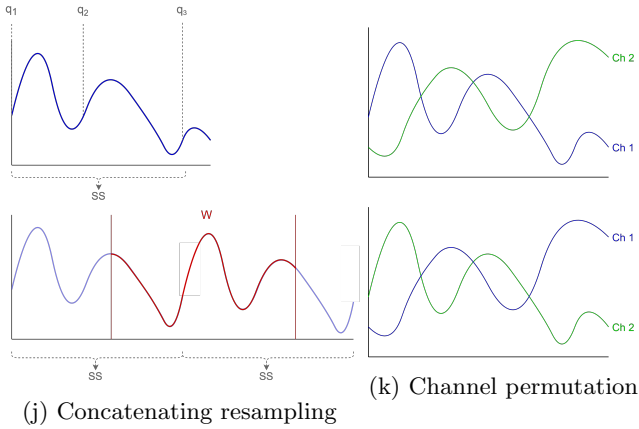 q1 q2 q3
SS
W
SS SS
(j) Concatenating resampling
Ch 2
Ch 1
Ch 1
Ch 2
(k) Channel permutation